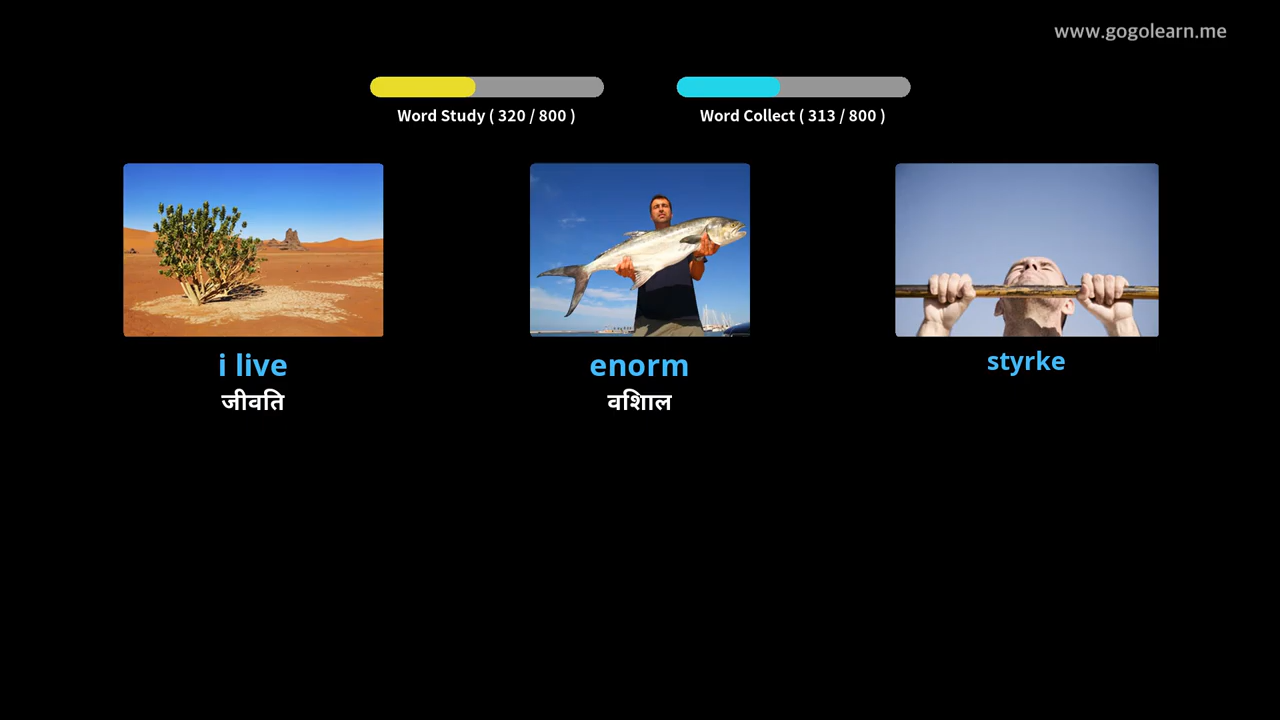 www.gogolearn.me
Word Study ( 320 / 800 )
Word Collect ( 313 / 800 )
i live
enorm
styrke
जीवति
वशिाल